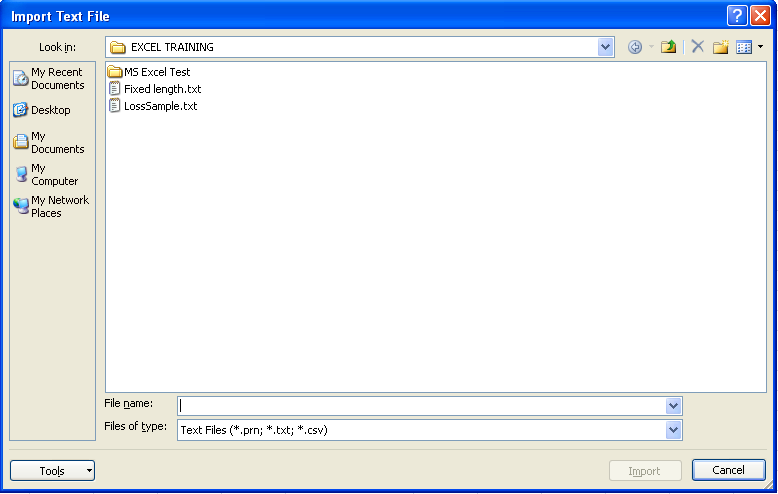 Import Text File
Look in:
EXCEL TRAINING
My Recent
Documents
Desktop
My
Documents
My
Computer
My Network
Places
MS Excel Test
Fixed length.txt
LossSample.txt
File name:
Files of type:
Text Files (*.prn; *.txt; *.csv)
Tools
Import
Cancel